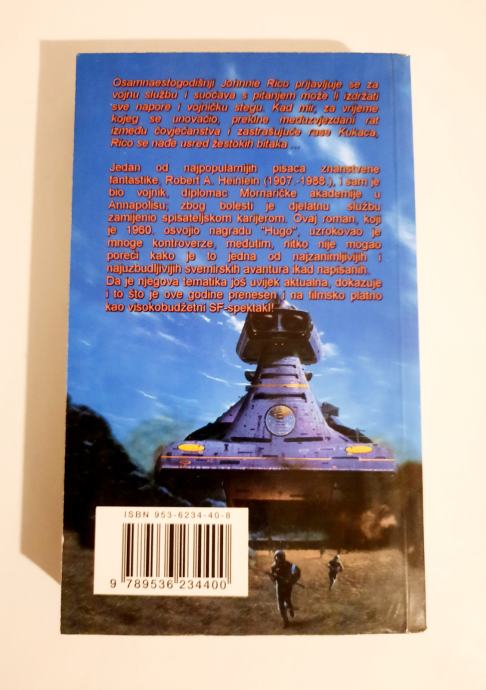 Osamnaestogodišnji Johnnie Rico prijavljuje se za
vojnu službu i suočava s pitanjem može li izdržati
sve napore i vojničku stegu. Kad mir, za vrijeme
kojeg se unovačio, prekine međuzvjezdani rat
između čovječanstva i zastrašujuće rase Kukaca,
Rico se nađe usred žestokih bitaka ...
Jedan od najpopularnijih pisaca znanstvene
fantastike, Robert A. Heinlein (1907.-1988.), i sam je
bio vojnik, diplomac Mornaričke akademije u
Annapolisu; zbog bolesti je djelatnu službu
zamijenio spisateljskom karijerom. Ovaj roman, koji
je 1960. osvojio nagradu "Hugo", uzrokovao je
mnoge kontroverze, međutim, nitko nije mogao
poreći kako je to jedna od najzanimljivijih i
najuzbudljivijih svemirskih avantura ikad napisanih.
Da je njegova tematika još uvijek aktualna, dokazuje
i to što je ove godine prenesen i na filmsko platno
kao visokobudžetni SF-spektakl!
ISBN 953-6234-40-8
9 789536 234400